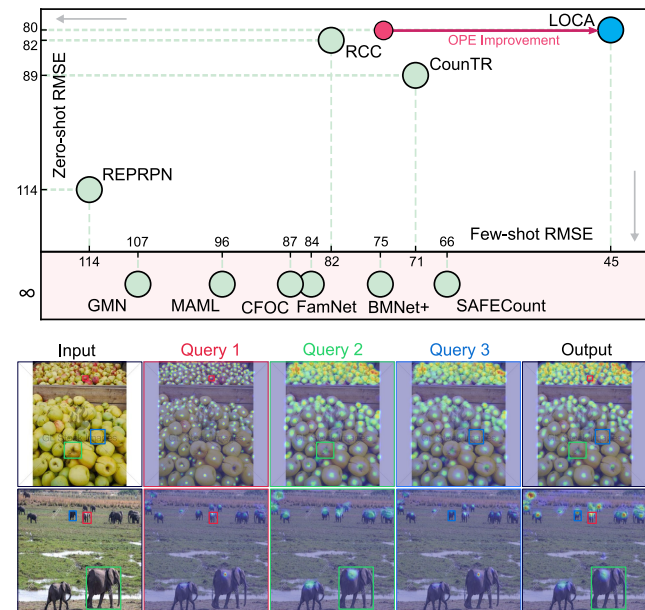 LOCA
80
82
RCC
OPE Improvement
CounTR
89
Zero-shot RMSE
REPRPN
114
Few-shot RMSE
107
96
87
84
75
66
114
82
71
45
∞
GMN
MAML
CFOC
FamNet
BMNet+
SAFECount
Input
Query 1
Query 2
Query 3
Output